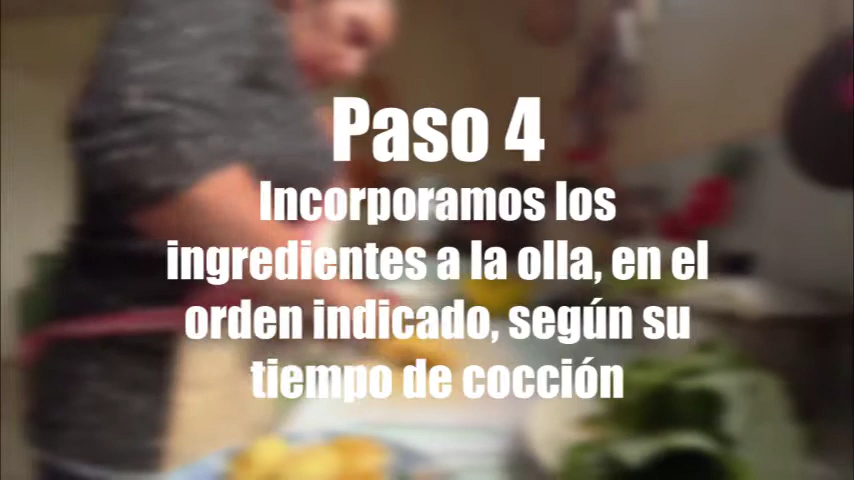 Paso 4
Incorporamos los
ingredientes a la olla, en el
orden indicado, según su
tiempo de cocción